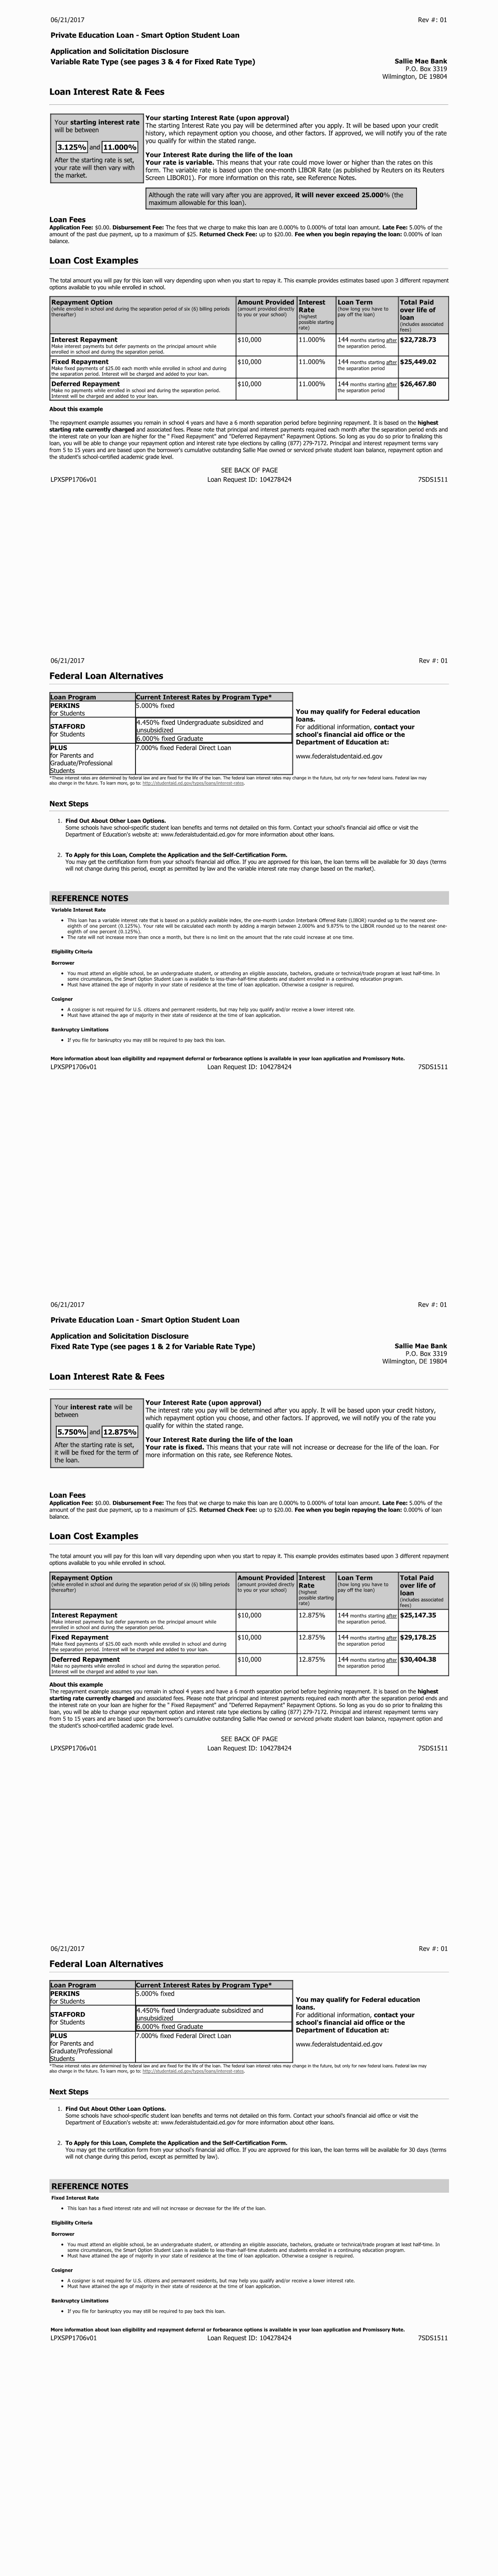 06/21/2017 Rev #: 01
Private Education Loan - Smart Option Student Loan
Application and Solicitation Disclosure
Variable Rate Type (see pages 3 & 4 for Fixed Rate Type)
Sallie Mae Bank
P.O. Box 3319
Wilmington, DE 19804
Loan Interest Rate & Fees
Your starting interest rate
will be between
3.125% and 11.000%
After the starting rate is set,
your rate will then vary with
the market.
Your starting Interest Rate (upon approval)
The starting Interest Rate you pay will be determined after you apply. It will be based upon your credit
history, which repayment option you choose, and other factors. If approved, we will notify you of the rate
you qualify for within the stated range.
Your Interest Rate during the life of the loan
Your rate is variable. This means that your rate could move lower or higher than the rates on this
form. The variable rate is based upon the one-month LIBOR Rate (as published by Reuters on its Reuters
Screen LIBOR01). For more information on this rate, see Reference Notes.
Although the rate will vary after you are approved, it will never exceed 25.000% (the
maximum allowable for this loan).
Loan Fees
Application Fee: $0.00. Disbursement Fee: The fees that we charge to make this loan are 0.000% to 0.000% of total loan amount. Late Fee: 5.00% of the
amount of the past due payment, up to a maximum of $25. Returned Check Fee: up to $20.00. Fee when you begin repaying the loan: 0.000% of loan
balance.
Loan Cost Examples
The total amount you will pay for this loan will vary depending upon when you start to repay it. This example provides estimates based upon 3 different repayment
options available to you while enrolled in school.
Repayment Option
(while enrolled in school and during the separation period of six (6) billing periods
thereafter)
Amount Provided
(amount provided directly
to you or your school)
Interest
Rate
(highest
possible starting
rate)
Loan Term
(how long you have to
pay off the loan)
Total Paid
over life of
loan
(includes associated
fees)
Interest Repayment
Make interest payments but defer payments on the principal amount while
enrolled in school and during the separation period.
$10,000 11.000% 144 months starting after
the separation period. $22,728.73
Fixed Repayment
Make fixed payments of $25.00 each month while enrolled in school and during
the separation period. Interest will be charged and added to your loan.
$10,000 11.000% 144 months starting after
the separation period $25,449.02
Deferred Repayment
Make no payments while enrolled in school and during the separation period.
Interest will be charged and added to your loan.
$10,000 11.000% 144 months starting after
the separation period $26,467.80
About this example
The repayment example assumes you remain in school 4 years and have a 6 month separation period before beginning repayment. It is based on the highest
starting rate currently charged and associated fees. Please note that principal and interest payments required each month after the separation period ends and
the interest rate on your loan are higher for the " Fixed Repayment" and "Deferred Repayment" Repayment Options. So long as you do so prior to finalizing this
loan, you will be able to change your repayment option and interest rate type elections by calling (877) 279-7172. Principal and interest repayment terms vary
from 5 to 15 years and are based upon the borrower's cumulative outstanding Sallie Mae owned or serviced private student loan balance, repayment option and
the student's school-certified academic grade level.
SEE BACK OF PAGE
LPXSPP1706v01 Loan Request ID: 104278424 7SDS1511
06/21/2017 Rev #: 01
Federal Loan Alternatives
Loan Program Current Interest Rates by Program Type*
PERKINS
for Students
5.000% fixed
STAFFORD
for Students
4.450% fixed Undergraduate subsidized and
unsubsidized
6.000% fixed Graduate
PLUS
for Parents and
Graduate/Professional
Students
7.000% fixed Federal Direct Loan
You may qualify for Federal education
loans.
For additional information, contact your
school's financial aid office or the
Department of Education at:
www.federalstudentaid.ed.gov
*These interest rates are determined by federal law and are fixed for the life of the loan. The federal loan interest rates may change in the future, but only for new federal loans. Federal law may
also change in the future. To learn more, go to: http://studentaid.ed.gov/types/loans/interest-rates.
Next Steps
1. Find Out About Other Loan Options.
Some schools have school-specific student loan benefits and terms not detailed on this form. Contact your school's financial aid office or visit the
Department of Education's website at: www.federalstudentaid.ed.gov for more information about other loans.
2. To Apply for this Loan, Complete the Application and the Self-Certification Form.
You may get the certification form from your school's financial aid office. If you are approved for this loan, the loan terms will be available for 30 days (terms
will not change during this period, except as permitted by law and the variable interest rate may change based on the market).
REFERENCE NOTES
Variable Interest Rate
• This loan has a variable interest rate that is based on a publicly available index, the one-month London Interbank Offered Rate (LIBOR) rounded up to the nearest one-
eighth of one percent (0.125%). Your rate will be calculated each month by adding a margin between 2.000% and 9.875% to the LIBOR rounded up to the nearest one-
eighth of one percent (0.125%).
• The rate will not increase more than once a month, but there is no limit on the amount that the rate could increase at one time.
Eligibility Criteria
Borrower
• You must attend an eligible school, be an undergraduate student, or attending an eligible associate, bachelors, graduate or technical/trade program at least half-time. In
some circumstances, the Smart Option Student Loan is available to less-than-half-time students and student enrolled in a continuing education program.
• Must have attained the age of majority in your state of residence at the time of loan application. Otherwise a cosigner is required.
Cosigner
• A cosigner is not required for U.S. citizens and permanent residents, but may help you qualify and/or receive a lower interest rate.
• Must have attained the age of majority in their state of residence at the time of loan application.
Bankruptcy Limitations
• If you file for bankruptcy you may still be required to pay back this loan.
More information about loan eligibility and repayment deferral or forbearance options is available in your loan application and Promissory Note.
LPXSPP1706v01 Loan Request ID: 104278424 7SDS1511
06/21/2017 Rev #: 01
Private Education Loan - Smart Option Student Loan
Application and Solicitation Disclosure
Fixed Rate Type (see pages 1 & 2 for Variable Rate Type)
Sallie Mae Bank
P.O. Box 3319
Wilmington, DE 19804
Loan Interest Rate & Fees
Your interest rate will be
between
5.750% and 12.875%
After the starting rate is set,
it will be fixed for the term of
the loan.
Your Interest Rate (upon approval)
The interest rate you pay will be determined after you apply. It will be based upon your credit history,
which repayment option you choose, and other factors. If approved, we will notify you of the rate you
qualify for within the stated range.
Your Interest Rate during the life of the loan
Your rate is fixed. This means that your rate will not increase or decrease for the life of the loan. For
more information on this rate, see Reference Notes.
Loan Fees
Application Fee: $0.00. Disbursement Fee: The fees that we charge to make this loan are 0.000% to 0.000% of total loan amount. Late Fee: 5.00% of the
amount of the past due payment, up to a maximum of $25. Returned Check Fee: up to $20.00. Fee when you begin repaying the loan: 0.000% of loan
balance.
Loan Cost Examples
The total amount you will pay for this loan will vary depending upon when you start to repay it. This example provides estimates based upon 3 different repayment
options available to you while enrolled in school.
Repayment Option
(while enrolled in school and during the separation period of six (6) billing periods
thereafter)
Amount Provided
(amount provided directly
to you or your school)
Interest
Rate
(highest
possible starting
rate)
Loan Term
(how long you have to
pay off the loan)
Total Paid
over life of
loan
(includes associated
fees)
Interest Repayment
Make interest payments but defer payments on the principal amount while
enrolled in school and during the separation period.
$10,000 12.875% 144 months starting after
the separation period $25,147.35
Fixed Repayment
Make fixed payments of $25.00 each month while enrolled in school and during
the separation period. Interest will be charged and added to your loan.
$10,000 12.875% 144 months starting after
the separation period $29,178.25
Deferred Repayment
Make no payments while enrolled in school and during the separation period.
Interest will be charged and added to your loan.
$10,000 12.875% 144 months starting after
the separation period $30,404.38
About this example
The repayment example assumes you remain in school 4 years and have a 6 month separation period before beginning repayment. It is based on the highest
starting rate currently charged and associated fees. Please note that principal and interest payments required each month after the separation period ends and
the interest rate on your loan are higher for the " Fixed Repayment" and "Deferred Repayment" Repayment Options. So long as you do so prior to finalizing this
loan, you will be able to change your repayment option and interest rate type elections by calling (877) 279-7172. Principal and interest repayment terms vary
from 5 to 15 years and are based upon the borrower's cumulative outstanding Sallie Mae owned or serviced private student loan balance, repayment option and
the student's school-certified academic grade level.
SEE BACK OF PAGE
LPXSPP1706v01 Loan Request ID: 104278424 7SDS1511
06/21/2017 Rev #: 01
Federal Loan Alternatives
Loan Program Current Interest Rates by Program Type*
PERKINS
for Students
5.000% fixed
STAFFORD
for Students
4.450% fixed Undergraduate subsidized and
unsubsidized
6.000% fixed Graduate
PLUS
for Parents and
Graduate/Professional
Students
7.000% fixed Federal Direct Loan
You may qualify for Federal education
loans.
For additional information, contact your
school's financial aid office or the
Department of Education at:
www.federalstudentaid.ed.gov
*These interest rates are determined by federal law and are fixed for the life of the loan. The federal loan interest rates may change in the future, but only for new federal loans. Federal law may
also change in the future. To learn more, go to: http://studentaid.ed.gov/types/loans/interest-rates.
Next Steps
1. Find Out About Other Loan Options.
Some schools have school-specific student loan benefits and terms not detailed on this form. Contact your school's financial aid office or visit the
Department of Education's website at: www.federalstudentaid.ed.gov for more information about other loans.
2. To Apply for this Loan, Complete the Application and the Self-Certification Form.
You may get the certification form from your school's financial aid office. If you are approved for this loan, the loan terms will be available for 30 days (terms
will not change during this period, except as permitted by law).
REFERENCE NOTES
Fixed Interest Rate
• This loan has a fixed interest rate and will not increase or decrease for the life of the loan.
Eligibility Criteria
Borrower
• You must attend an eligible school, be an undergraduate student, or attending an eligible associate, bachelors, graduate or technical/trade program at least half-time. In
some circumstances, the Smart Option Student Loan is available to less-than-half-time students and students enrolled in a continuing education program.
• Must have attained the age of majority in your state of residence at the time of loan application. Otherwise a cosigner is required.
Cosigner
• A cosigner is not required for U.S. citizens and permanent residents, but may help you qualify and/or receive a lower interest rate.
• Must have attained the age of majority in their state of residence at the time of loan application.
Bankruptcy Limitations
• If you file for bankruptcy you may still be required to pay back this loan.
More information about loan eligibility and repayment deferral or forbearance options is available in your loan application and Promissory Note.
LPXSPP1706v01 Loan Request ID: 104278424 7SDS1511